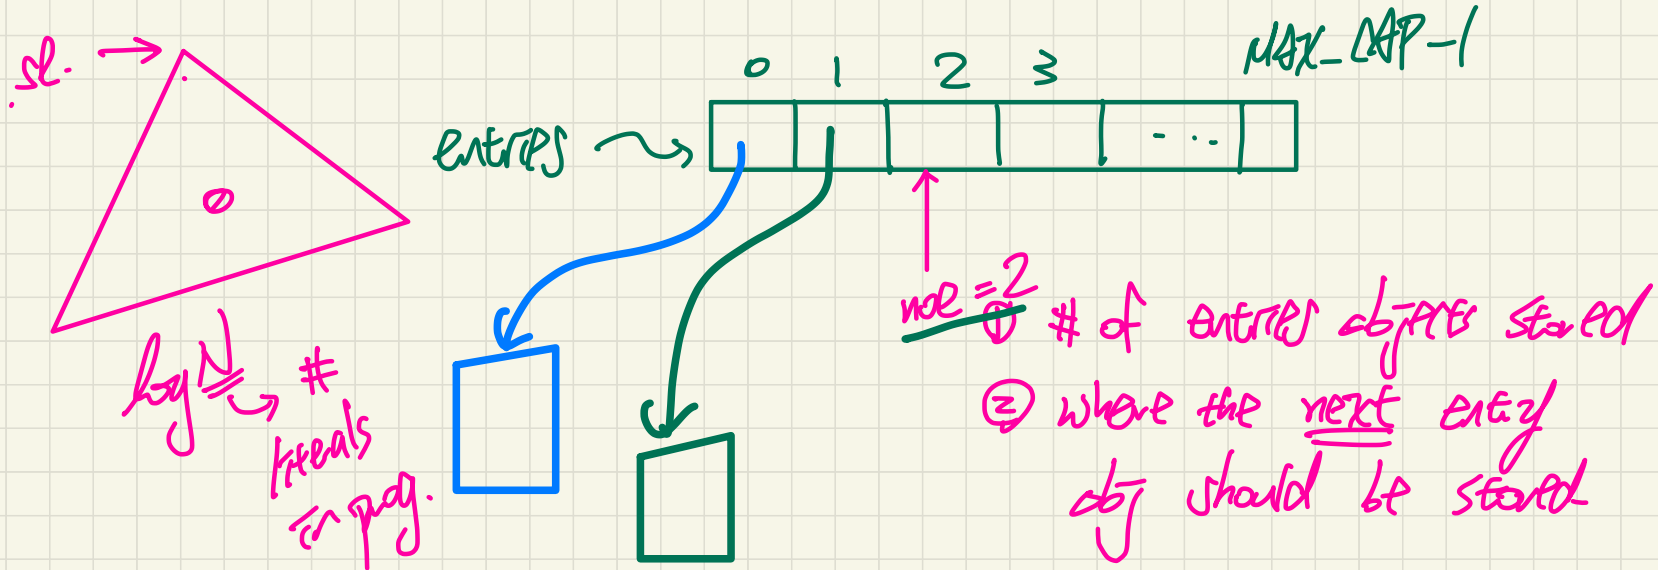 0 1 2 3 MAX_CAP-1
entries
...
noe = 2
① # of entries objects stored
② where the next entry
obj should be stored
log N
#
in prog.